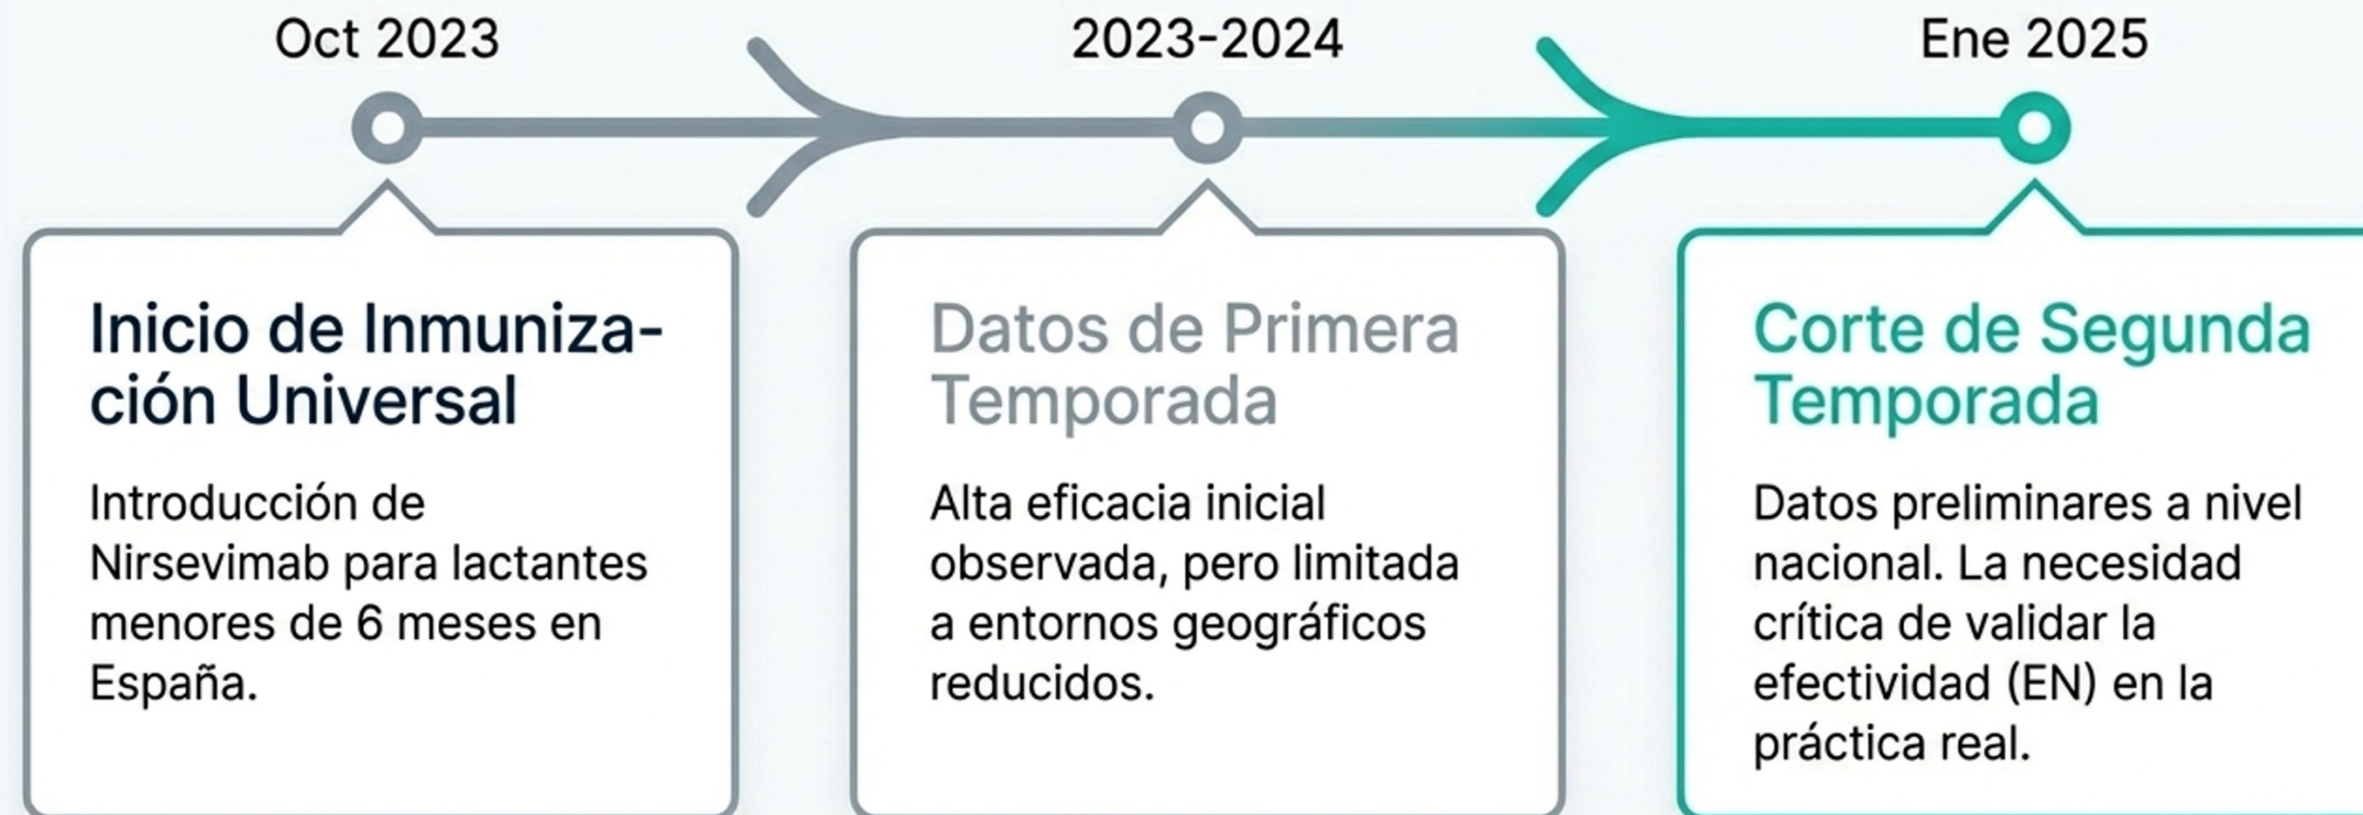 Oct 2023
2023-2024
Ene 2025
Inicio de Inmuniza-
ción Universal
Introducción de
Nirsevimab para lactantes
menores de 6 meses en
España.
Datos de Primera
Temporada
Alta eficacia inicial
observada, pero limitada
a entornos geográficos
reducidos.
Corte de Segunda
Temporada
Datos preliminares a nivel
nacional. La necesidad
crítica de validar la
efectividad (EN) en la
práctica real.